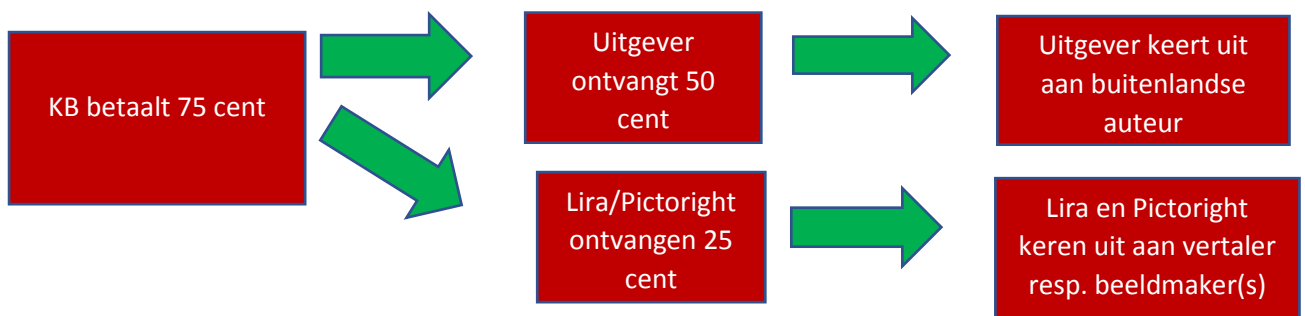 KB betaalt 75 cent
Uitgever
ontvangt 50
cent
Uitgever keert uit
aan buitenlandse
auteur
Lira/Pictoright
ontvangen 25
cent
Lira en Pictoright
keren uit aan vertaler
resp. beeldmaker(s)